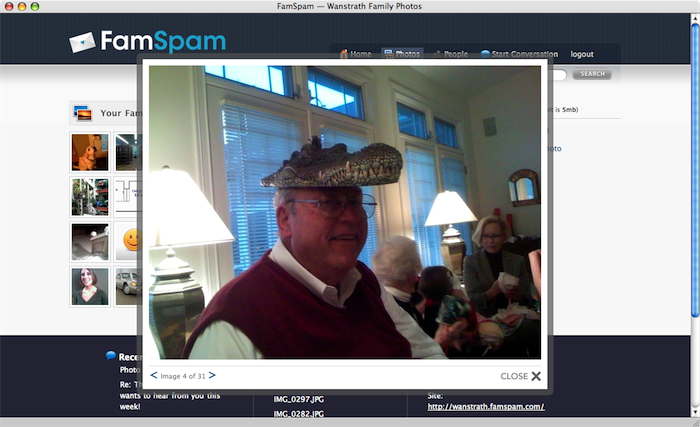 FamSpam — Wanstrath Family Photos
FamSpam
Home Photos People Start Conversation logout
SEARCH
Your Fam
it is 5mb)
oto
Image 4 of 31
CLOSE
Recen
Photo
Re: Th
wants to hear from you this
week!
IMG_0297.JPG
IMG_0282.JPG
Site:
http://wanstrath.famspam.com/